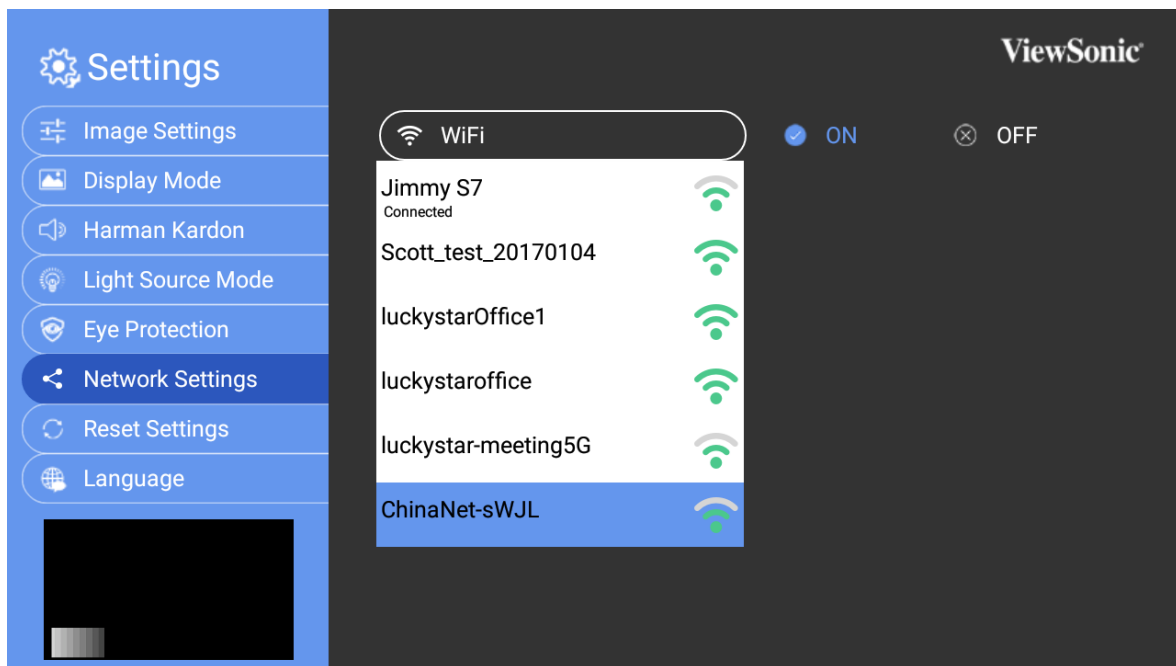 Settings
ViewSonic
Image Settings
Display Mode
Harman Kardon
Light Source Mode
Eye Protection
Network Settings
Reset Settings
Language
WiFi
ON
OFF
Jimmy S7
Connected
Scott_test_20170104
luckystarOffice1
luckystaroffice
luckystar-meeting5G
ChinaNet-sWJL